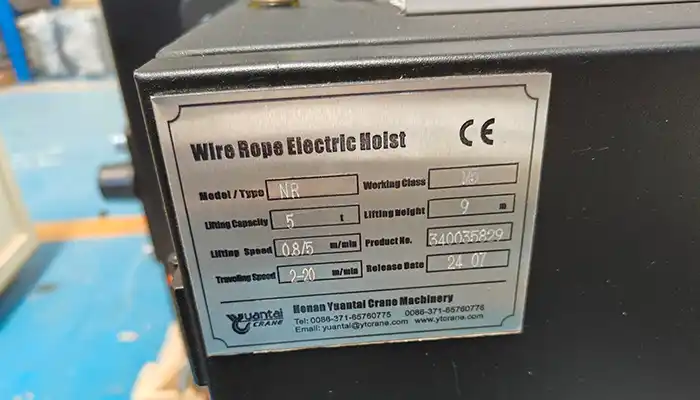 Wire Rope Electric Hoist CE
Model / Type NR Working Class
Lifting Capacity 5 t Lifting Height 9 m
Lifting Speed 0.8/5 m/min Product No. 340035829
Travelling Speed 2-20 m/min Release Date 24 07
Yuantai CRANE
Henan Yuantai Crane Machinery
Tel: 0086-371-65760775 0086-371-65760776
Email: yuantai@ytcrane.com www.ytcrane.com